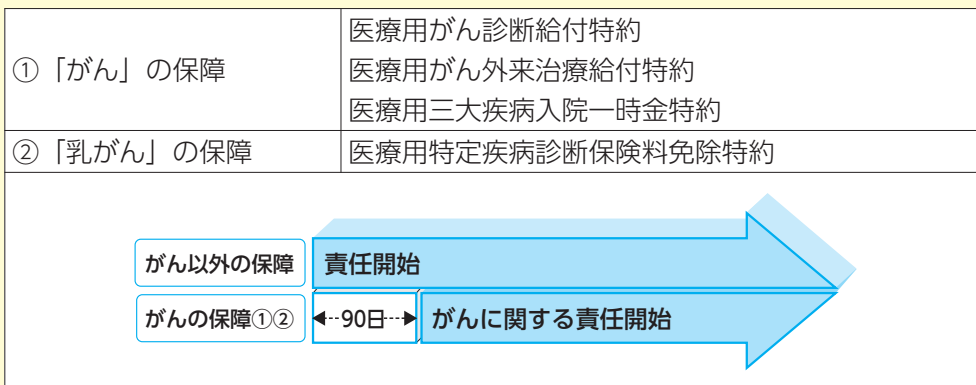 ①「がん」の保障
医療用がん診断給付特約
医療用がん外来治療給付特約
医療用三大疾病入院一時金特約
②「乳がん」の保障
医療用特定疾病診断保険料免除特約
がん以外の保障
責任開始
がんの保障①②
90日
がんに関する責任開始